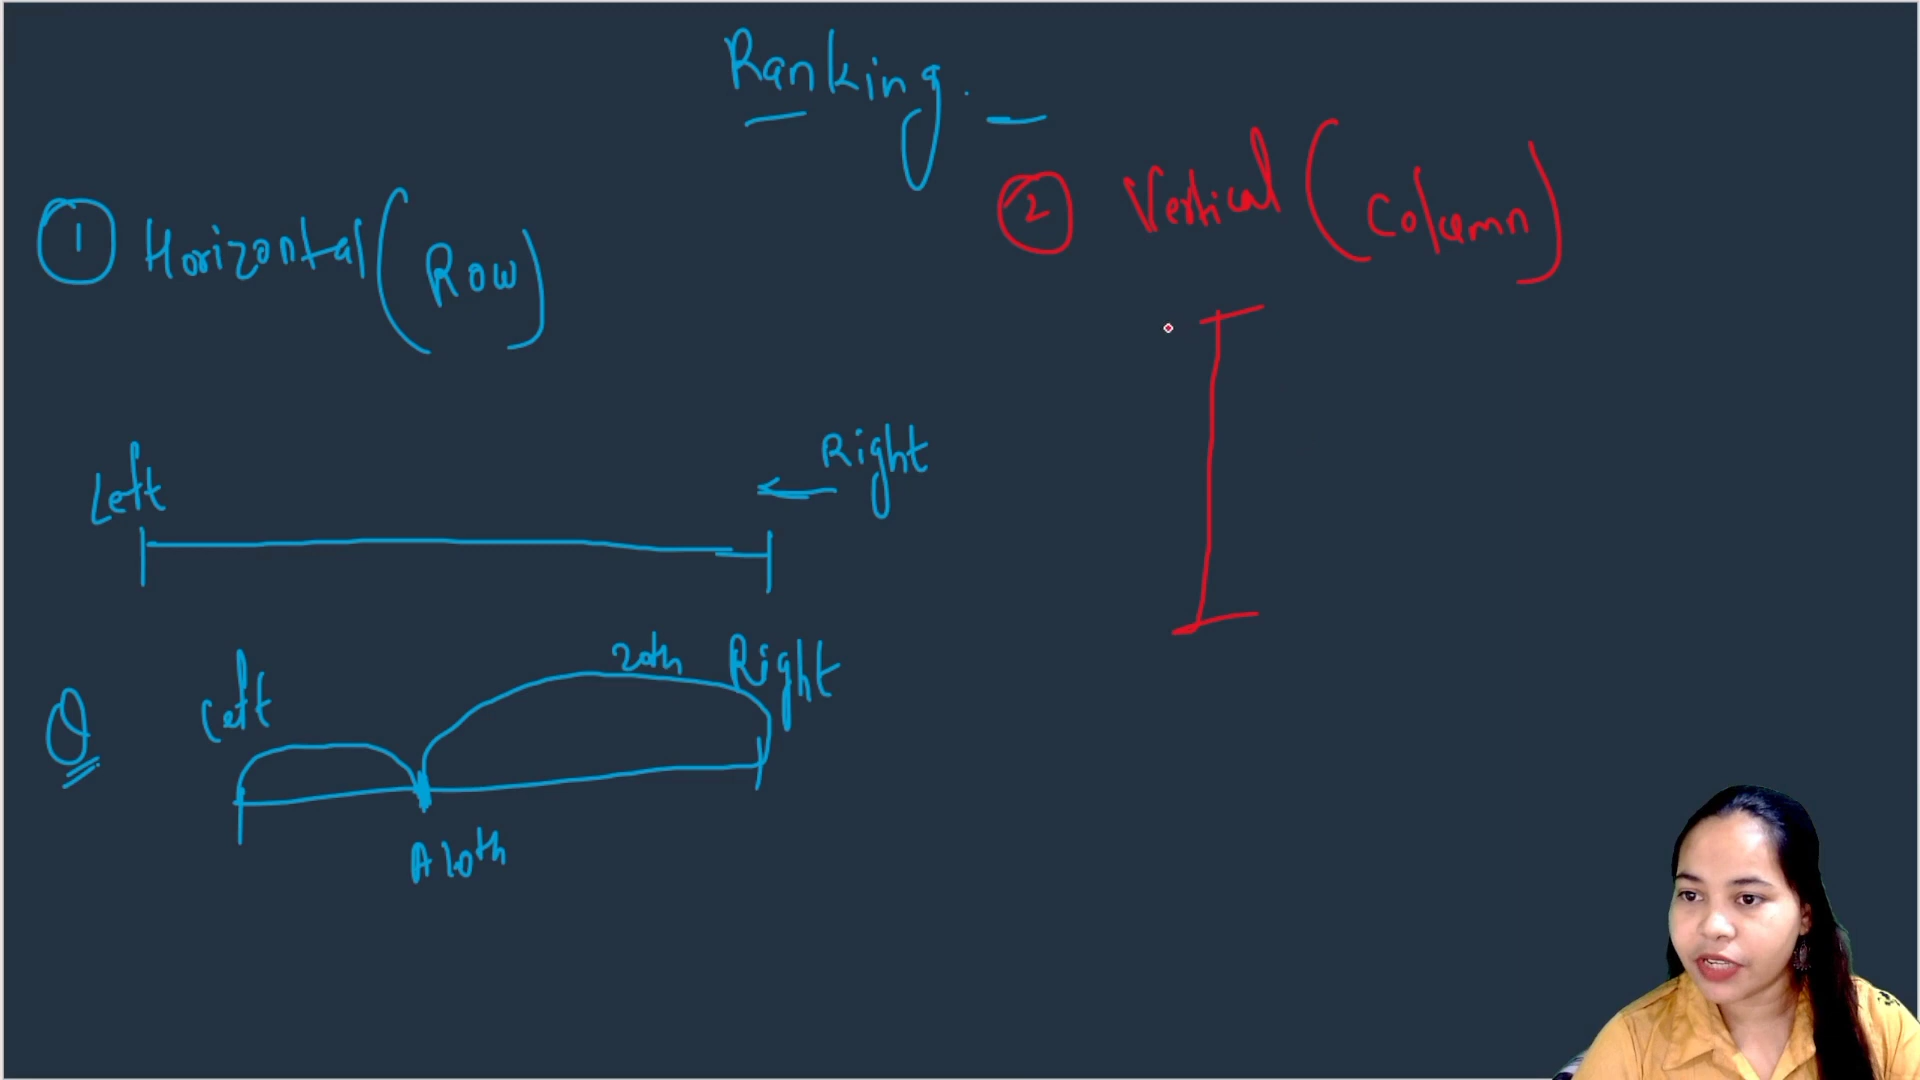 Ranking.
① Horizontal (Row)
② Vertical (Column)
Left
Right
Q
Left
20th
Right
A 10th